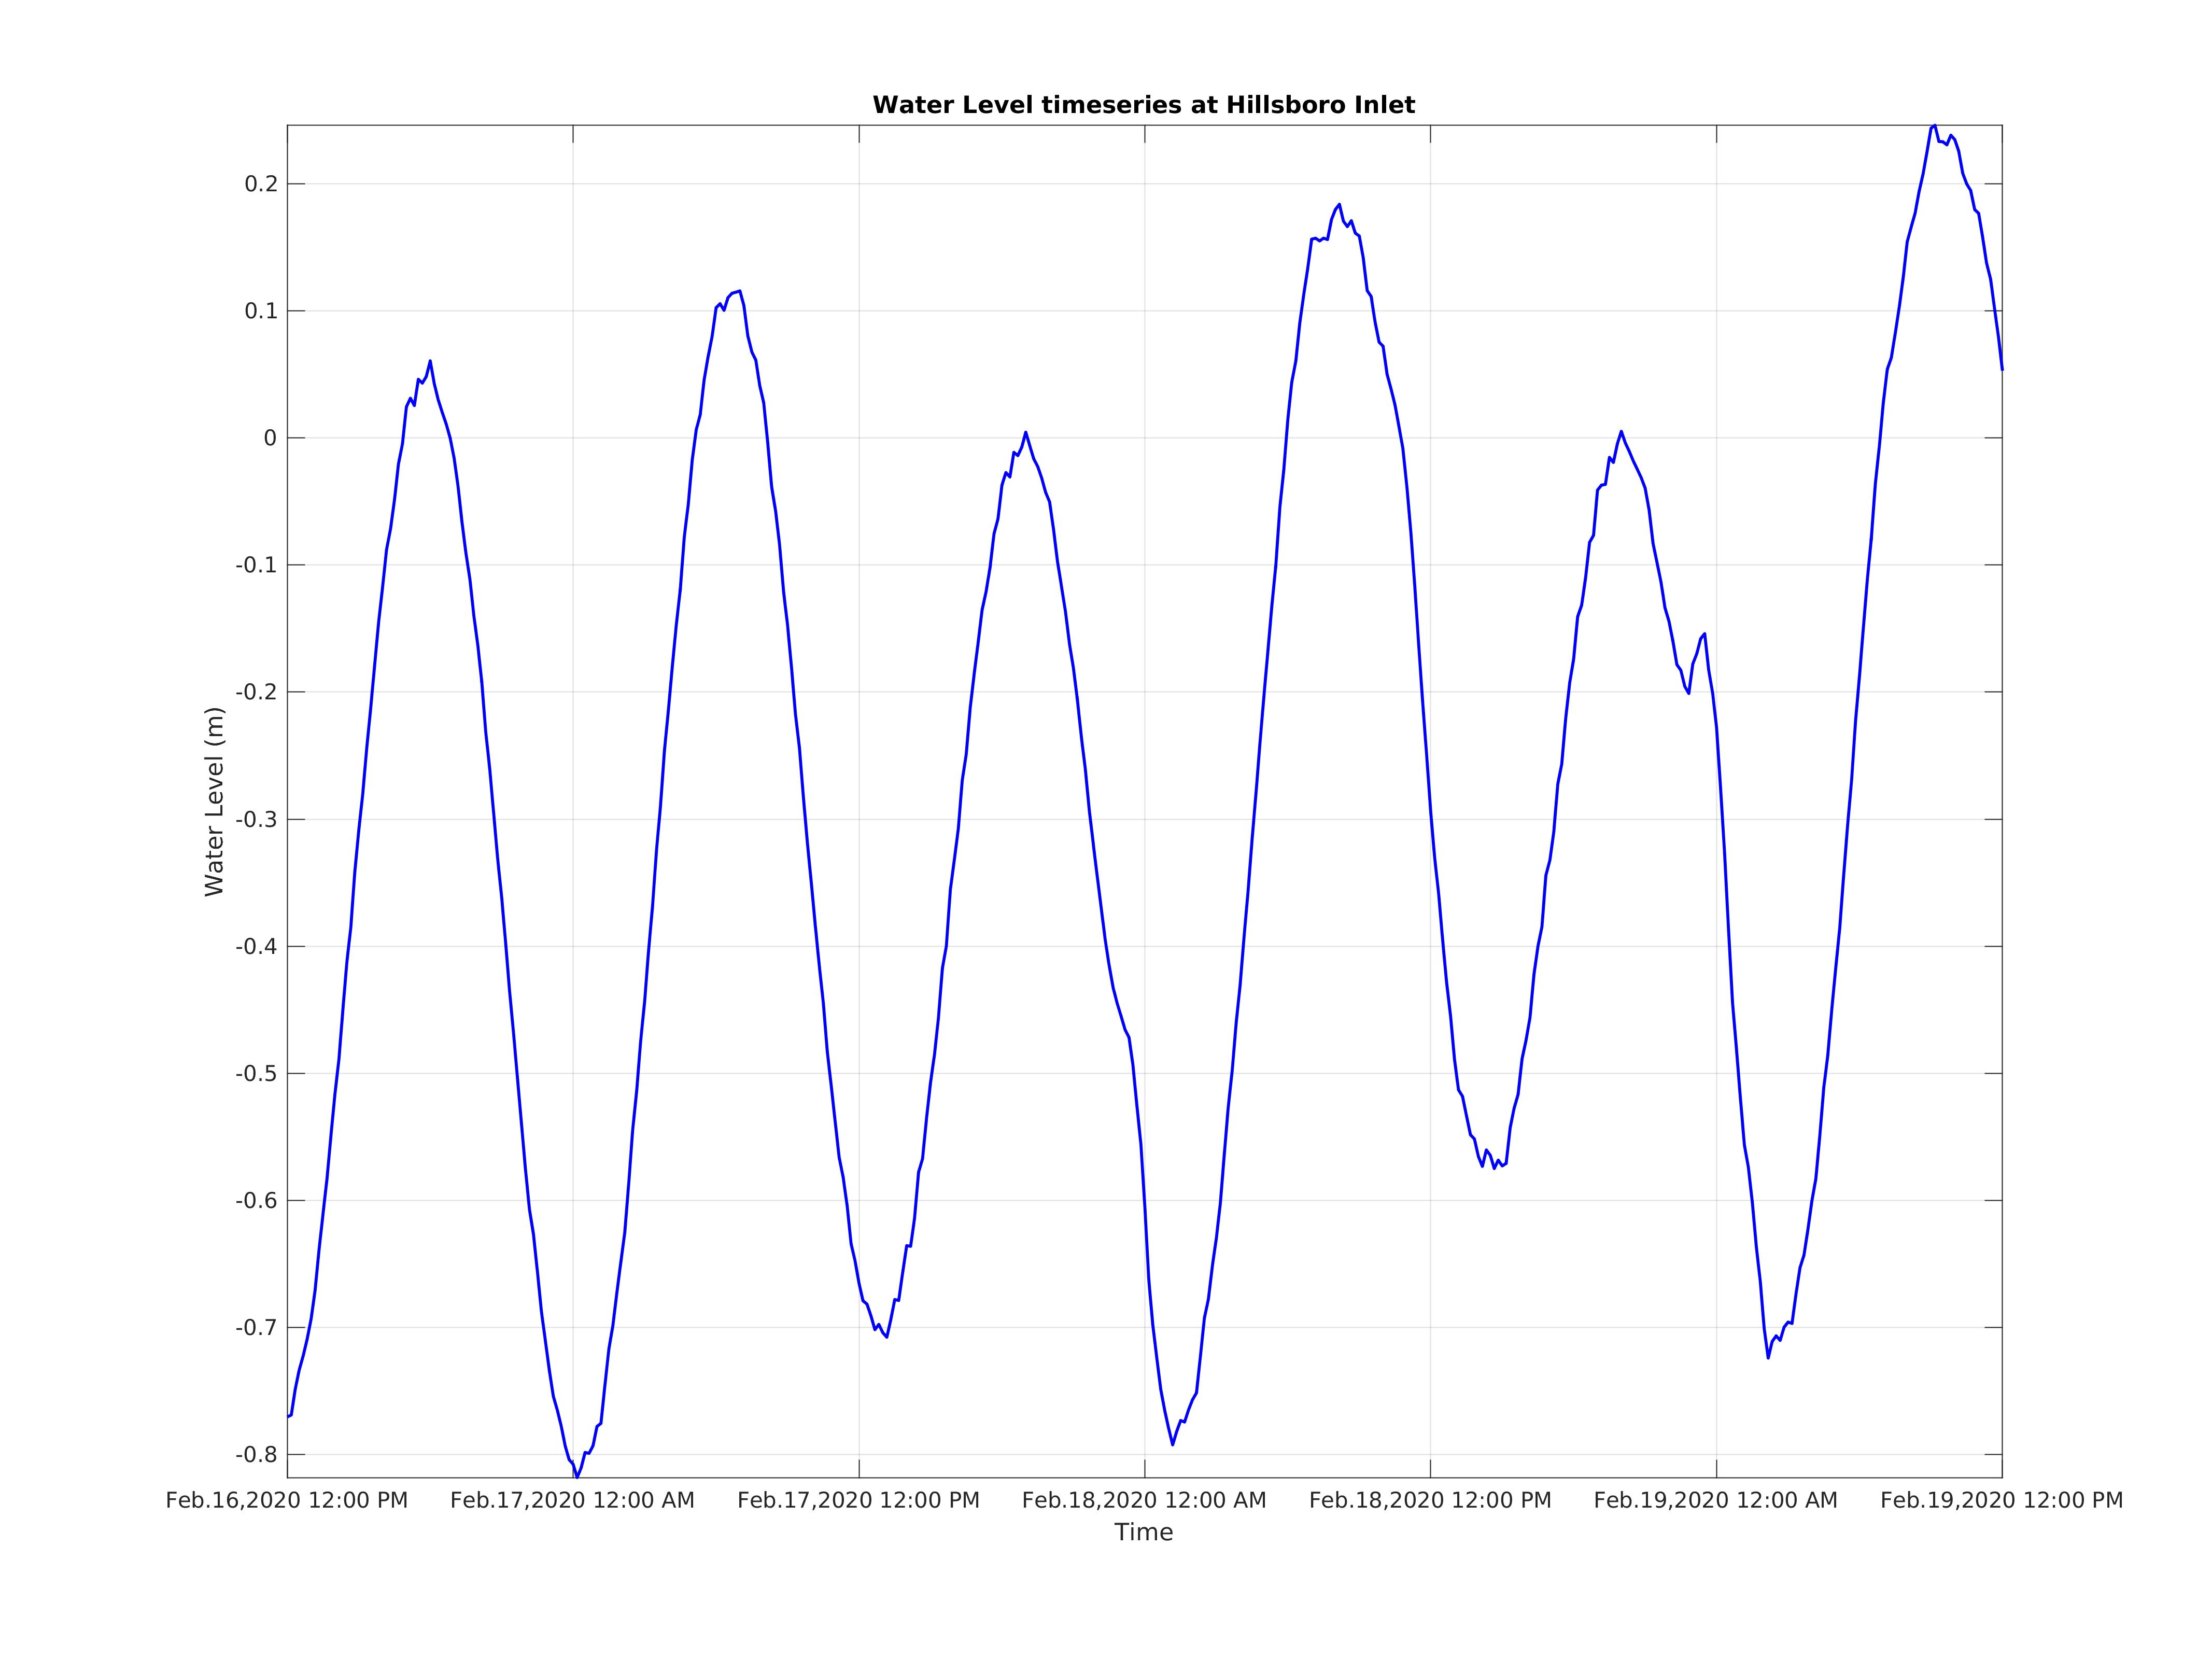 Water Level timeseries at Hillsboro Inlet
0.2
0.1
0
-0.1
-0.2
-0.3
-0.4
-0.5
-0.6
-0.7
-0.8
Water Level (m)
Feb.16,2020 12:00 PM
Feb.17,2020 12:00 AM
Feb.17,2020 12:00 PM
Feb.18,2020 12:00 AM
Feb.18,2020 12:00 PM
Feb.19,2020 12:00 AM
Feb.19,2020 12:00 PM
Time